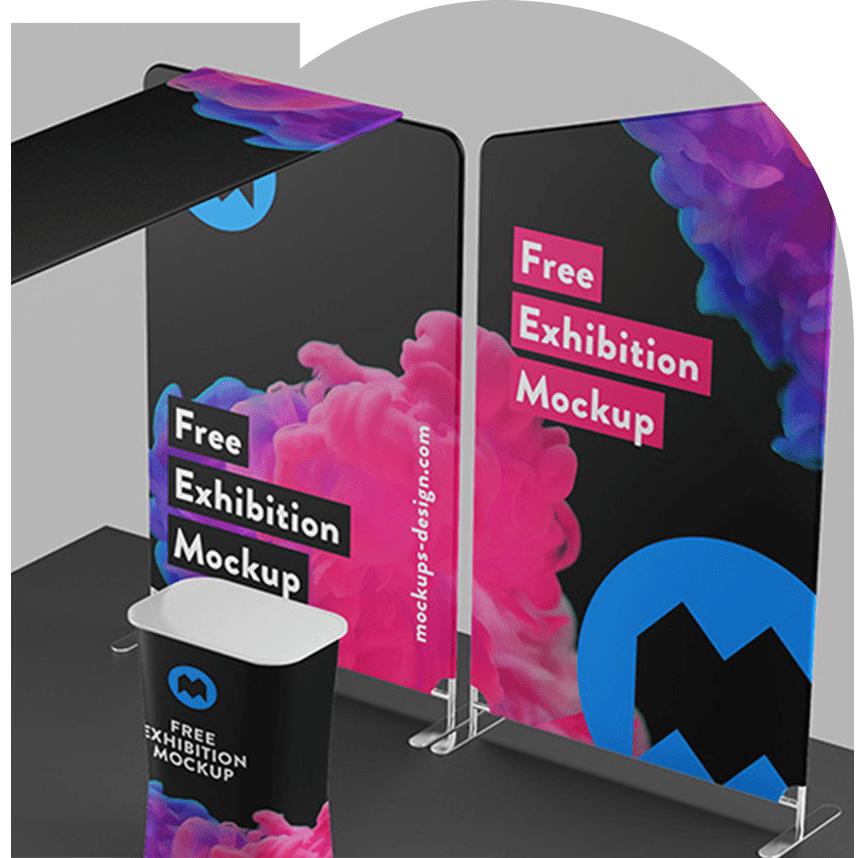 Free
Exhibition
Mockup
mockups-design.com
Free
Exhibition
Mockup
FREE
EXHIBITION
MOCKUP